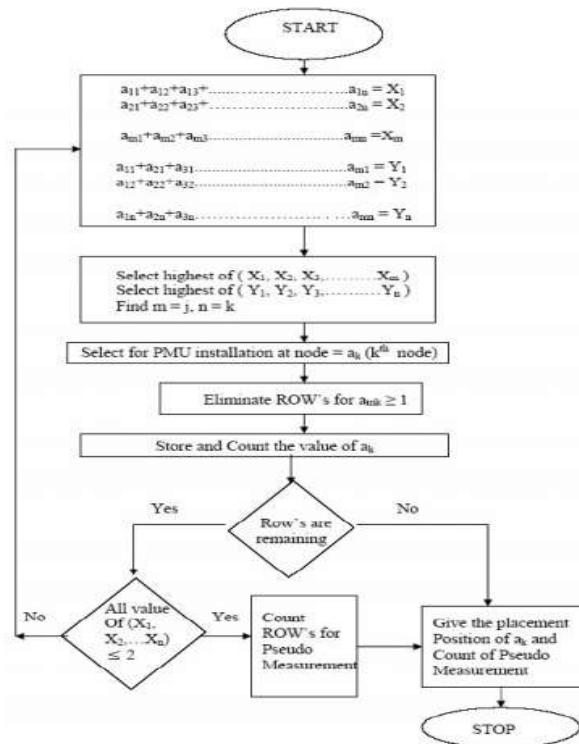 START
a11+a12+a13+..............................a1n = X1
a21+a22+a23+..............................a2n = X2
am1+am2+am3..............................amn =Xm
a11+a21+a31..............................am1 = Y1
a12+a22+a32..............................am2 = Y2
a1n+a2n+a3n..............................amn = Yn
Select highest of ( X1, X2, X3,..........Xm )
Select highest of ( Y1, Y2, Y3,..........Yn )
Find m = j, n = k
Select for PMU installation at node = ak (kth node)
Eliminate ROW's for amk ≥ 1
Store and Count the value of ak
Yes
No
Row's are
remaining
No
All value
Of (X1,
X2,...Xn)
≤ 2
Yes
Count
ROW's for
Pseudo
Measurement
Give the placement
Position of ak and
Count of Pseudo
Measurement
STOP